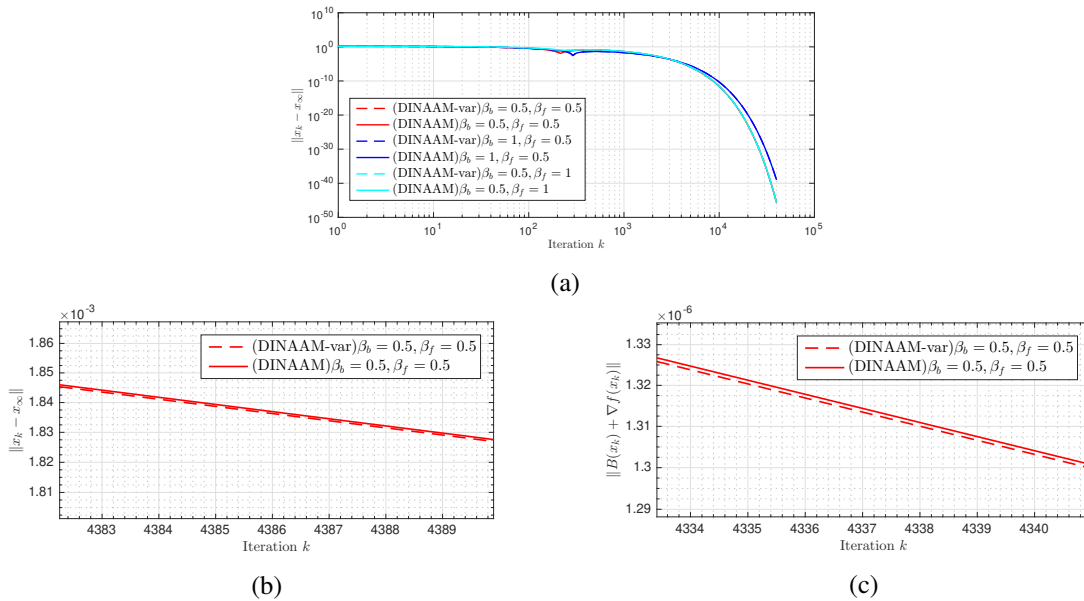 10^10
10^0
10^-10
10^-20
10^-30
10^-40
10^-50
‖x_k − x_∞‖
(DINAAM-var)β_b = 0.5, β_f = 0.5
(DINAAM)β_b = 0.5, β_f = 0.5
(DINAAM-var)β_b = 1, β_f = 0.5
(DINAAM)β_b = 1, β_f = 0.5
(DINAAM-var)β_b = 0.5, β_f = 1
(DINAAM)β_b = 0.5, β_f = 1
10^0 10^1 10^2 10^3 10^4 10^5
Iteration k
(a)
×10^-3
1.86
1.85
1.84
1.83
1.82
1.81
‖x_k − x_∞‖
(DINAAM-var)β_b = 0.5, β_f = 0.5
(DINAAM)β_b = 0.5, β_f = 0.5
4383 4384 4385 4386 4387 4388 4389
Iteration k
(b)
×10^-6
1.33
1.32
1.31
1.3
1.29
‖B(x_k) + ∇f(x_k)‖
(DINAAM-var)β_b = 0.5, β_f = 0.5
(DINAAM)β_b = 0.5, β_f = 0.5
4334 4335 4336 4337 4338 4339 4340
Iteration k
(c)